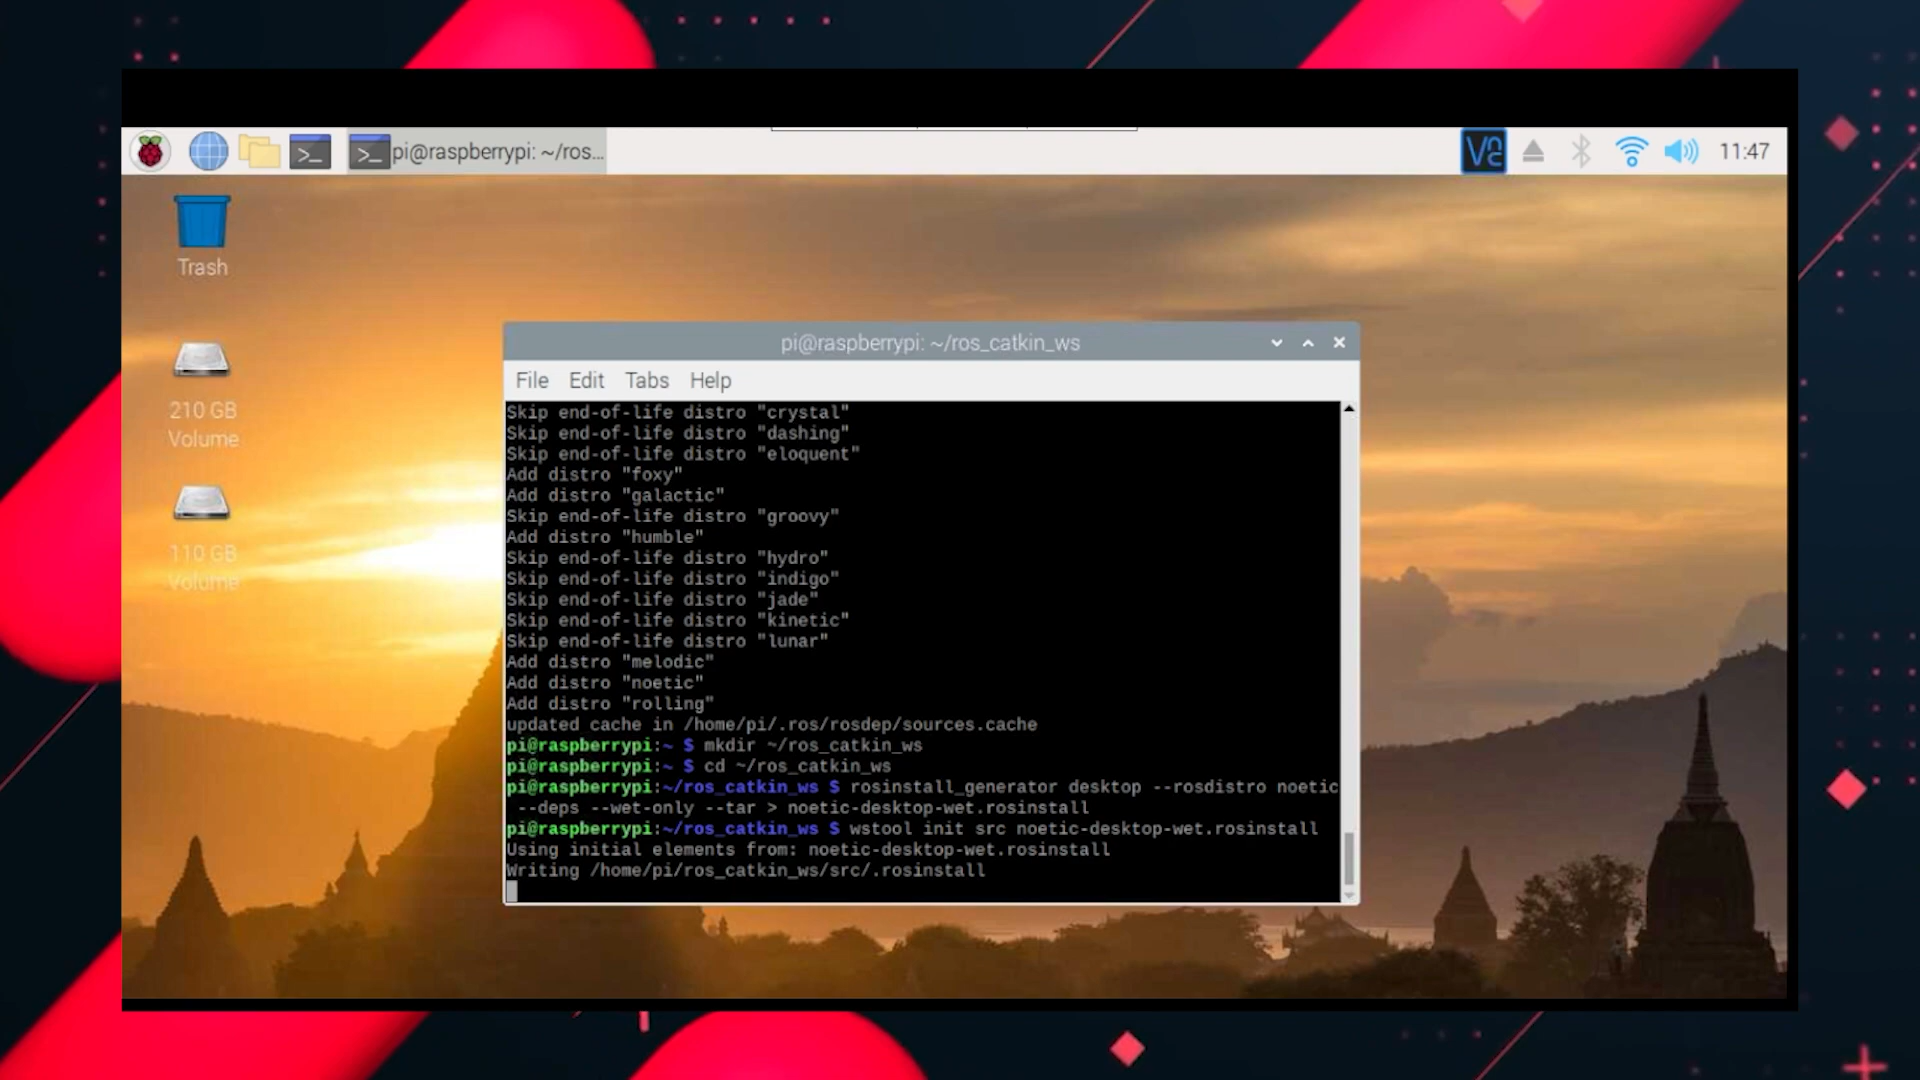 pi@raspberrypi: ~/ros...
VNC
11:47
Trash
210 GB
Volume
110 GB
Volume
pi@raspberrypi: ~/ros_catkin_ws
File Edit Tabs Help
Skip end-of-life distro "crystal"
Skip end-of-life distro "dashing"
Skip end-of-life distro "eloquent"
Add distro "foxy"
Add distro "galactic"
Skip end-of-life distro "groovy"
Add distro "humble"
Skip end-of-life distro "hydro"
Skip end-of-life distro "indigo"
Skip end-of-life distro "jade"
Skip end-of-life distro "kinetic"
Skip end-of-life distro "lunar"
Add distro "melodic"
Add distro "noetic"
Add distro "rolling"
updated cache in /home/pi/.ros/rosdep/sources.cache
pi@raspberrypi:~ $ mkdir ~/ros_catkin_ws
pi@raspberrypi:~ $ cd ~/ros_catkin_ws
pi@raspberrypi:~/ros_catkin_ws $ rosinstall_generator desktop --rosdistro noetic
--deps --wet-only --tar > noetic-desktop-wet.rosinstall
pi@raspberrypi:~/ros_catkin_ws $ wstool init src noetic-desktop-wet.rosinstall
Using initial elements from: noetic-desktop-wet.rosinstall
Writing /home/pi/ros_catkin_ws/src/.rosinstall